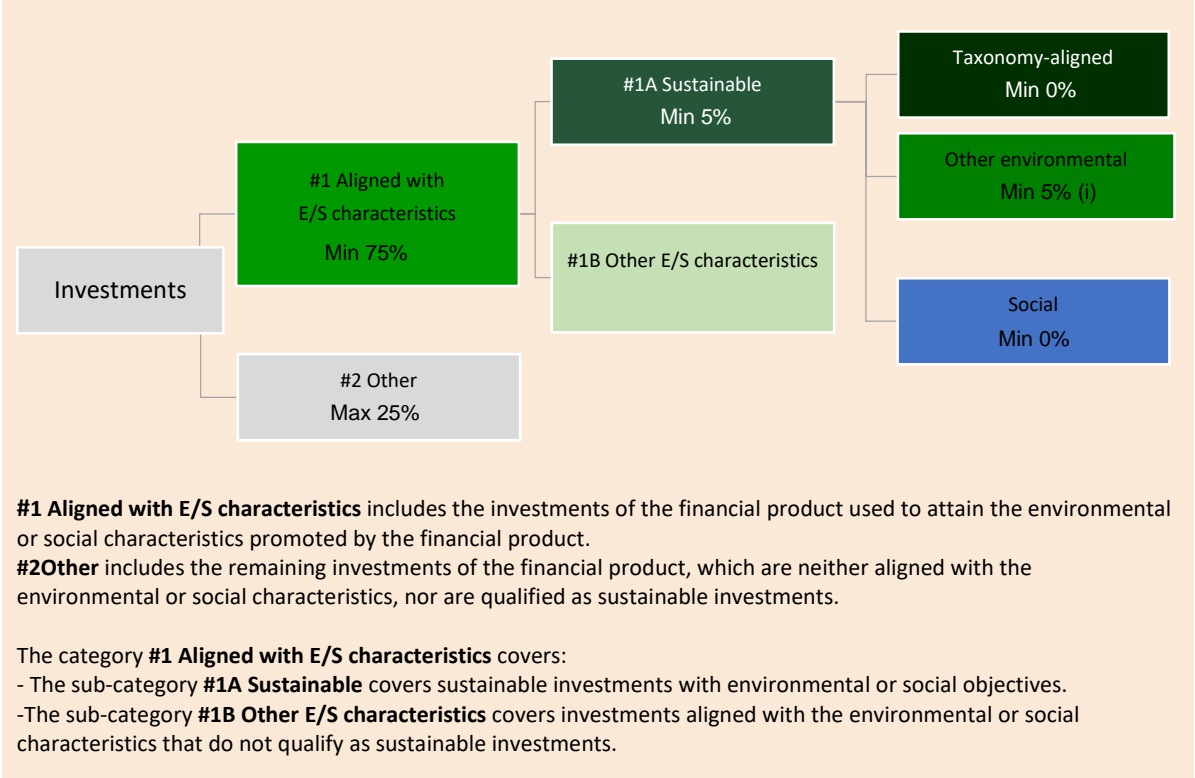 Taxonomy-aligned
Min 0%
#1A Sustainable
Min 5%
Other environmental
Min 5% (i)
#1 Aligned with
E/S characteristics
Min 75%
#1B Other E/S characteristics
Investments
Social
Min 0%
#2 Other
Max 25%
#1 Aligned with E/S characteristics includes the investments of the financial product used to attain the environmental
or social characteristics promoted by the financial product.
#2Other includes the remaining investments of the financial product, which are neither aligned with the
environmental or social characteristics, nor are qualified as sustainable investments.
The category #1 Aligned with E/S characteristics covers:
- The sub-category #1A Sustainable covers sustainable investments with environmental or social objectives.
-The sub-category #1B Other E/S characteristics covers investments aligned with the environmental or social
characteristics that do not qualify as sustainable investments.